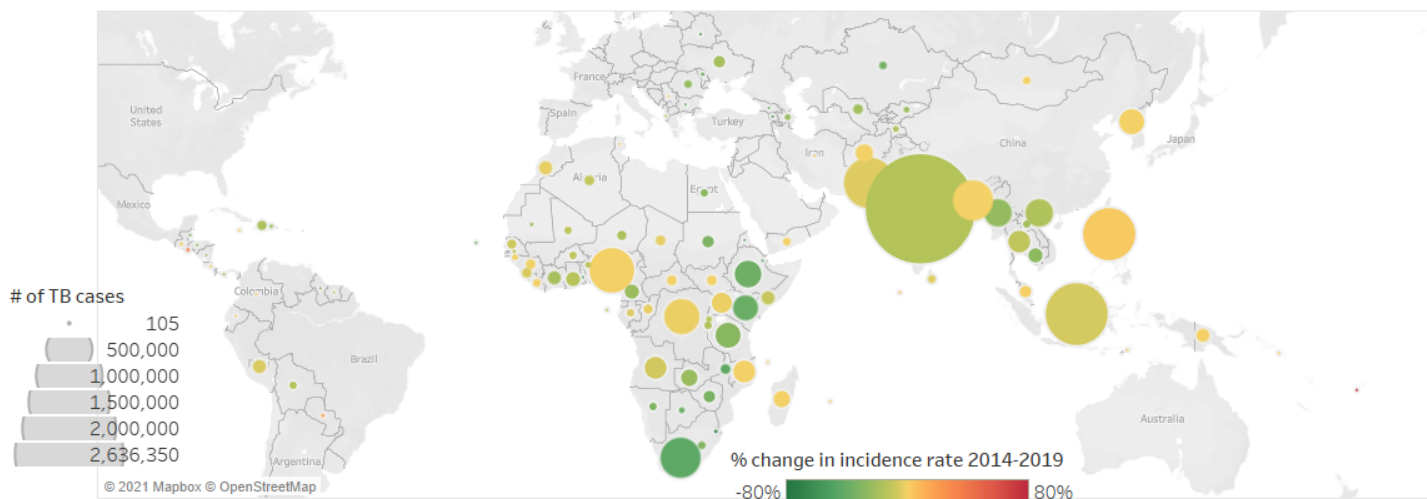 United
States
Mexico
Colombia
Brazil
Argentina
France
Spain
Turkey
Algeria
Egypt
Iran
China
Japan
Australia
# of TB cases
105
500,000
1,000,000
1,500,000
2,000,000
2,636,350
© 2021 Mapbox © OpenStreetMap
% change in incidence rate 2014-2019
-80%
80%